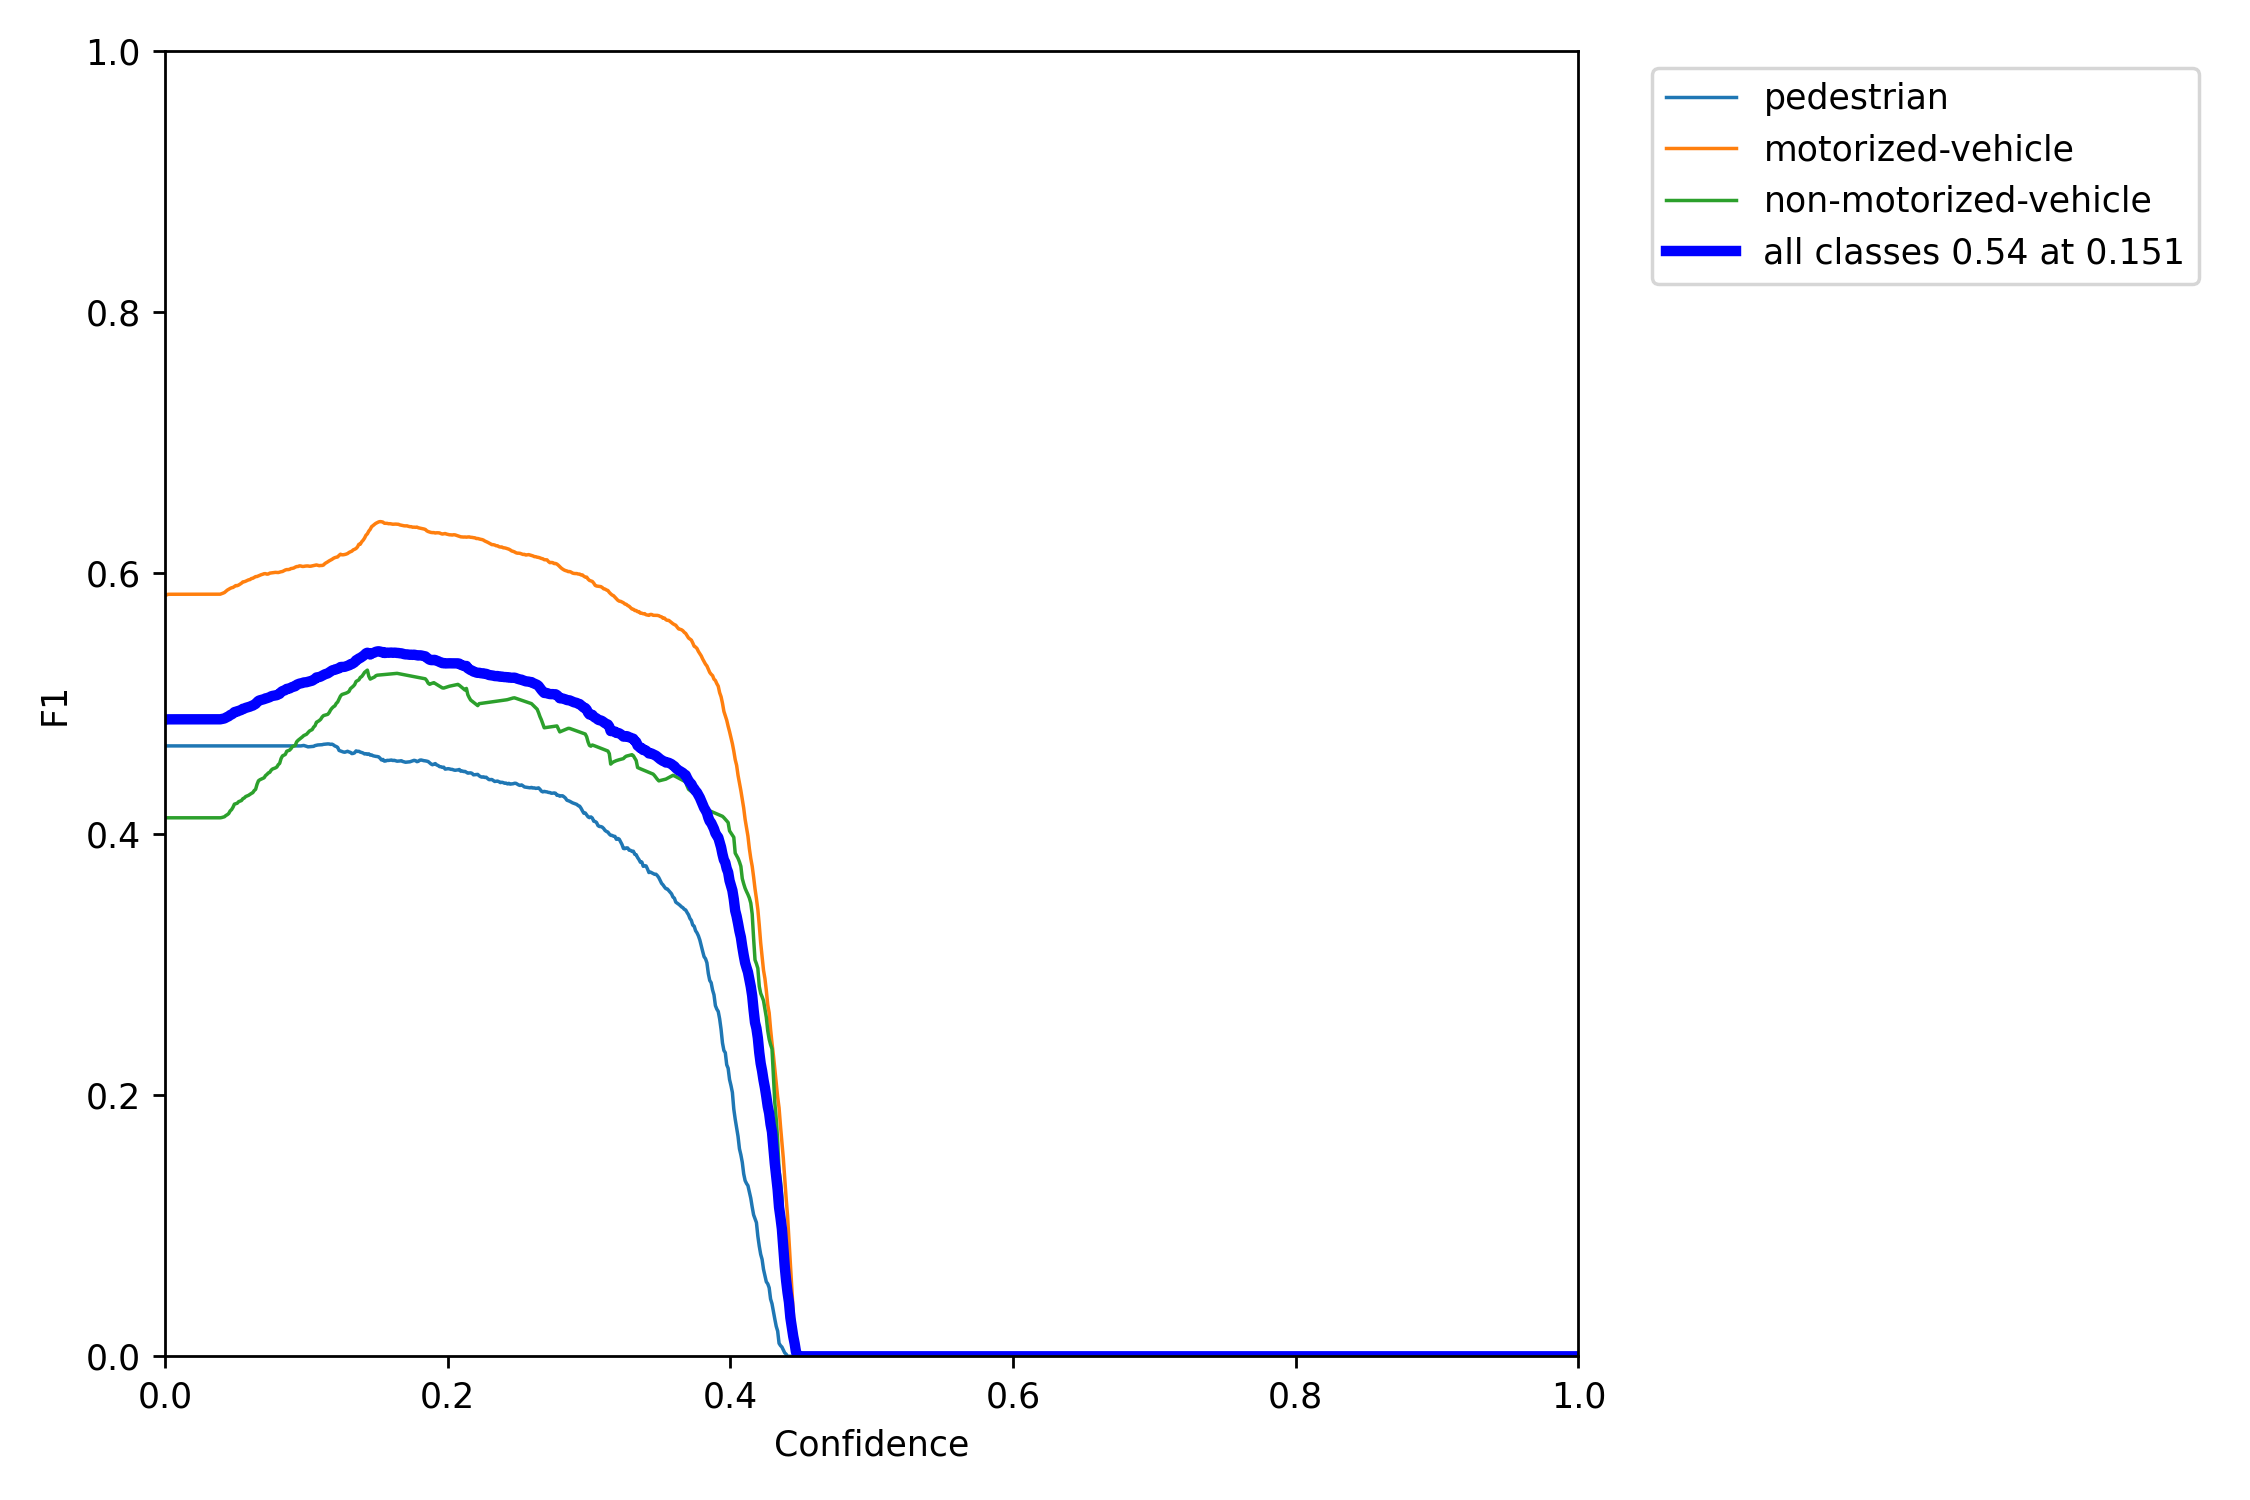 1.0
0.8
0.6
0.4
0.2
0.0
F1
0.0 0.2 0.4 0.6 0.8 1.0
Confidence
pedestrian
motorized-vehicle
non-motorized-vehicle
all classes 0.54 at 0.151